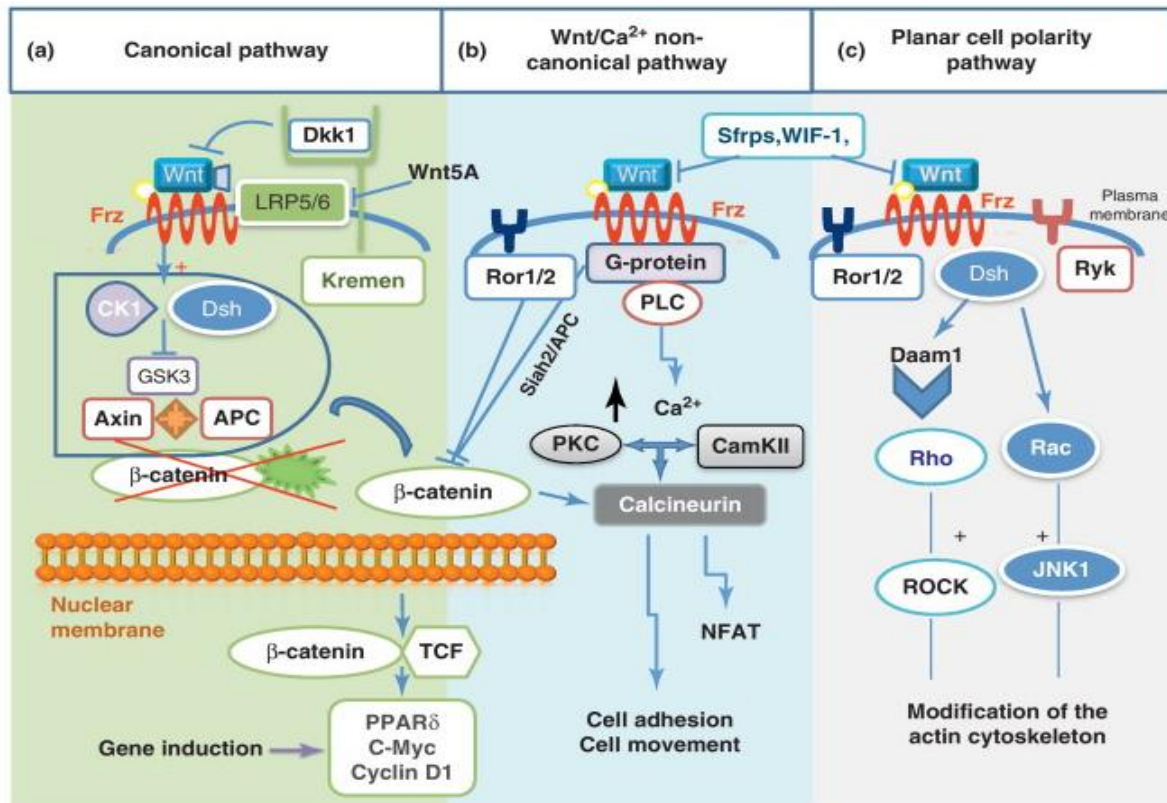 (a)
Canonical pathway
(b)
Wnt/Ca²⁺ non-
canonical pathway
(c)
Planar cell polarity
pathway
Dkk1
Wnt
LRP5/6
Wnt5A
Frz
Kremen
+
CK1
Dsh
GSK3
Axin
APC
β-catenin
Nuclear
membrane
β-catenin
TCF
Gene induction
PPARδ
C-Myc
Cyclin D1
Sfrps,WIF-1,
Wnt
Frz
Ror1/2
G-protein
PLC
Siah2/APC
Ca²⁺
PKC
CamKII
β-catenin
Calcineurin
NFAT
Cell adhesion
Cell movement
Wnt
Frz
Plasma
membrane
Ror1/2
Dsh
Ryk
Daam1
Rho
Rac
+
+
ROCK
JNK1
Modification of the
actin cytoskeleton